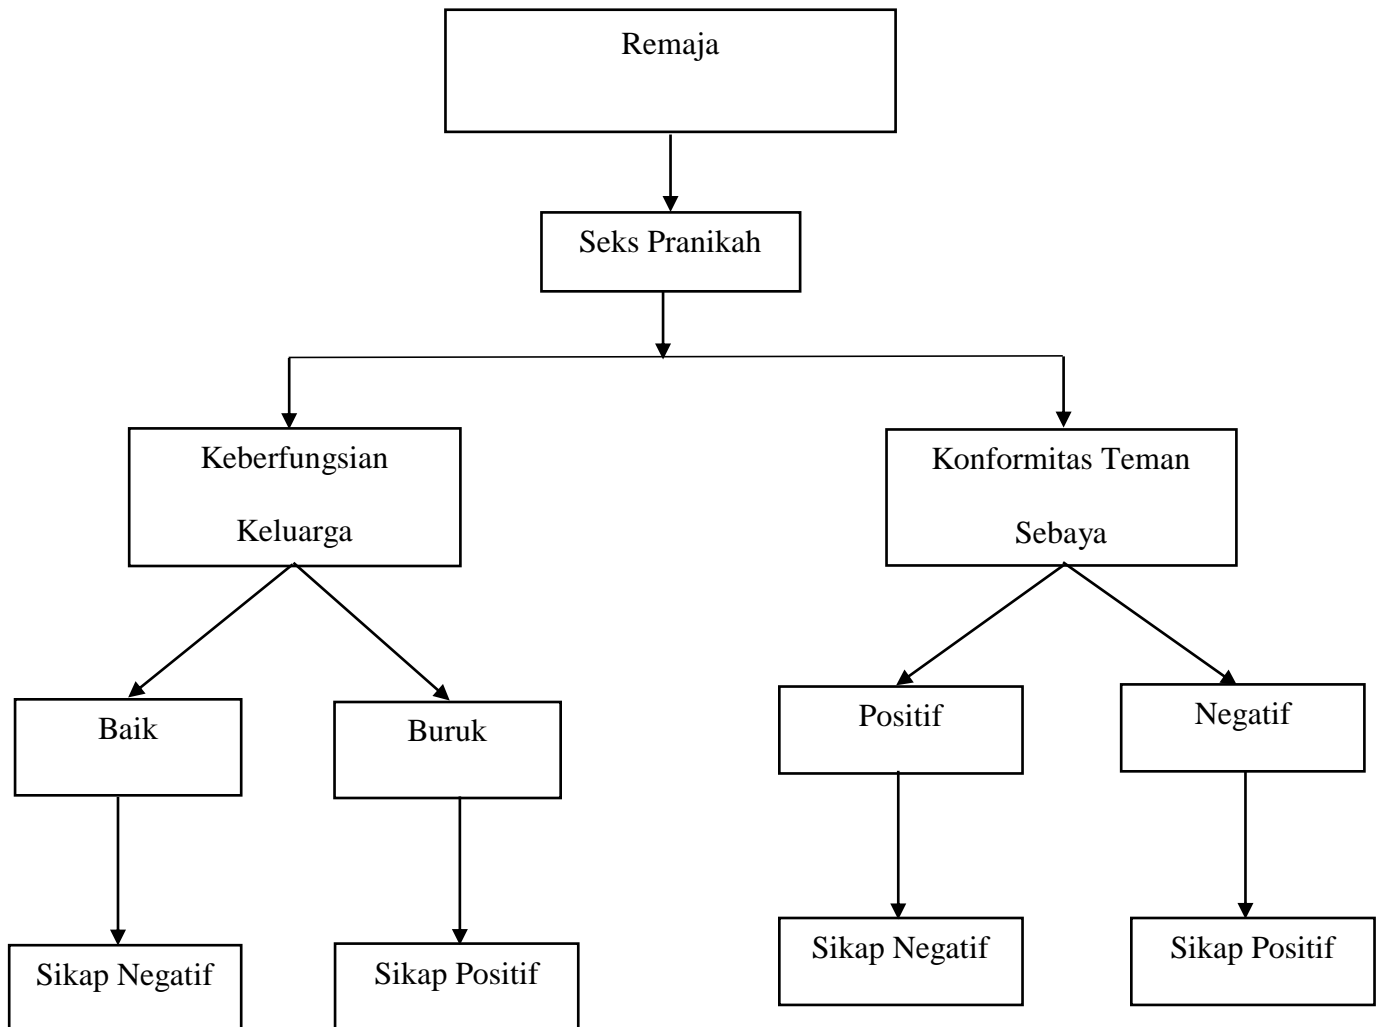 Remaja
Seks Pranikah
Keberfungsian
Keluarga
Konformitas Teman
Sebaya
Baik
Buruk
Positif
Negatif
Sikap Negatif
Sikap Positif
Sikap Negatif
Sikap Positif